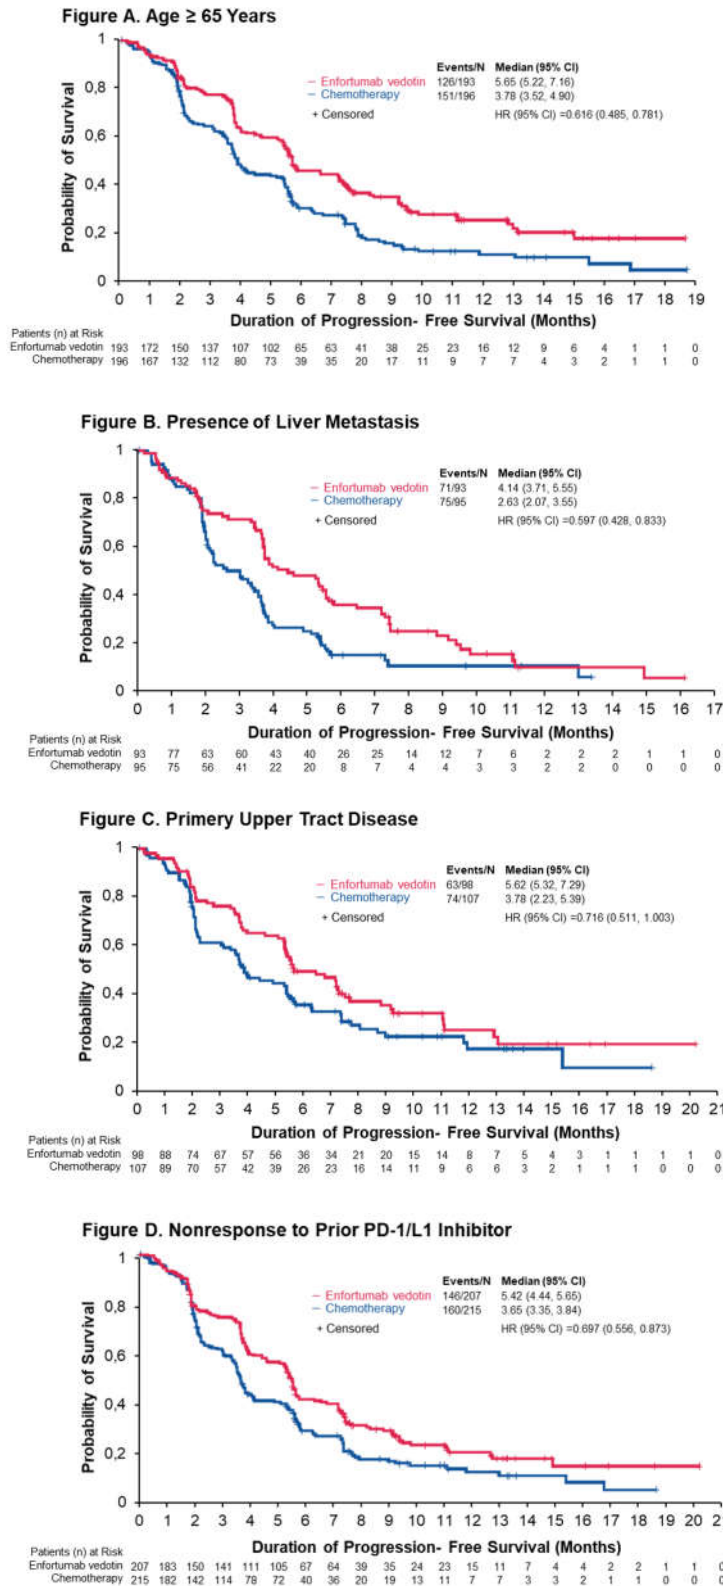 Figure A. Age ≥ 65 Years
Events/N Median (95% CI)
– Enfortumab vedotin 126/193 5.65 (5.22, 7.16)
– Chemotherapy 151/196 3.78 (3.52, 4.90)
+ Censored HR (95% CI) =0.616 (0.485, 0.781)
Probability of Survival
1
0,8
0,6
0,4
0,2
0
0 1 2 3 4 5 6 7 8 9 10 11 12 13 14 15 16 17 18 19
Duration of Progression- Free Survival (Months)
Patients (n) at Risk
Enfortumab vedotin 193 172 150 137 107 102 65 63 41 38 25 23 16 12 9 6 4 1 1 0
Chemotherapy 196 167 132 112 80 73 39 35 20 17 11 9 7 7 4 3 2 1 1 0
Figure B. Presence of Liver Metastasis
Events/N Median (95% CI)
– Enfortumab vedotin 71/93 4.14 (3.71, 5.55)
– Chemotherapy 75/95 2.63 (2.07, 3.55)
+ Censored HR (95% CI) =0.597 (0.428, 0.833)
Probability of Survival
1
0,8
0,6
0,4
0,2
0
0 1 2 3 4 5 6 7 8 9 10 11 12 13 14 15 16 17
Duration of Progression- Free Survival (Months)
Patients (n) at Risk
Enfortumab vedotin 93 77 63 60 43 40 26 25 14 12 7 6 2 2 2 1 1 0
Chemotherapy 95 75 56 41 22 20 8 7 4 4 3 3 2 2 0 0 0 0
Figure C. Primery Upper Tract Disease
Events/N Median (95% CI)
– Enfortumab vedotin 63/98 5.62 (5.32, 7.29)
– Chemotherapy 74/107 3.78 (2.23, 5.39)
+ Censored HR (95% CI) =0.716 (0.511, 1.003)
Probability of Survival
1
0,8
0,6
0,4
0,2
0
0 1 2 3 4 5 6 7 8 9 10 11 12 13 14 15 16 17 18 19 20 21
Duration of Progression- Free Survival (Months)
Patients (n) at Risk
Enfortumab vedotin 98 88 74 67 57 56 36 34 21 20 15 14 8 7 5 4 3 1 1 1 1 0
Chemotherapy 107 89 70 57 42 39 26 23 16 14 11 9 6 6 3 2 1 1 1 0 0 0
Figure D. Nonresponse to Prior PD-1/L1 Inhibitor
Events/N Median (95% CI)
– Enfortumab vedotin 146/207 5.42 (4.44, 5.65)
– Chemotherapy 160/215 3.65 (3.35, 3.84)
+ Censored HR (95% CI) =0.697 (0.556, 0.873)
Probability of Survival
1
0,8
0,6
0,4
0,2
0
0 1 2 3 4 5 6 7 8 9 10 11 12 13 14 15 16 17 18 19 20 21
Duration of Progression- Free Survival (Months)
Patients (n) at Risk
Enfortumab vedotin 207 183 150 141 111 105 67 64 39 35 24 23 15 11 7 4 4 2 2 1 1 0
Chemotherapy 215 182 142 114 78 72 40 36 20 19 13 11 7 7 3 3 2 1 1 0 0 0